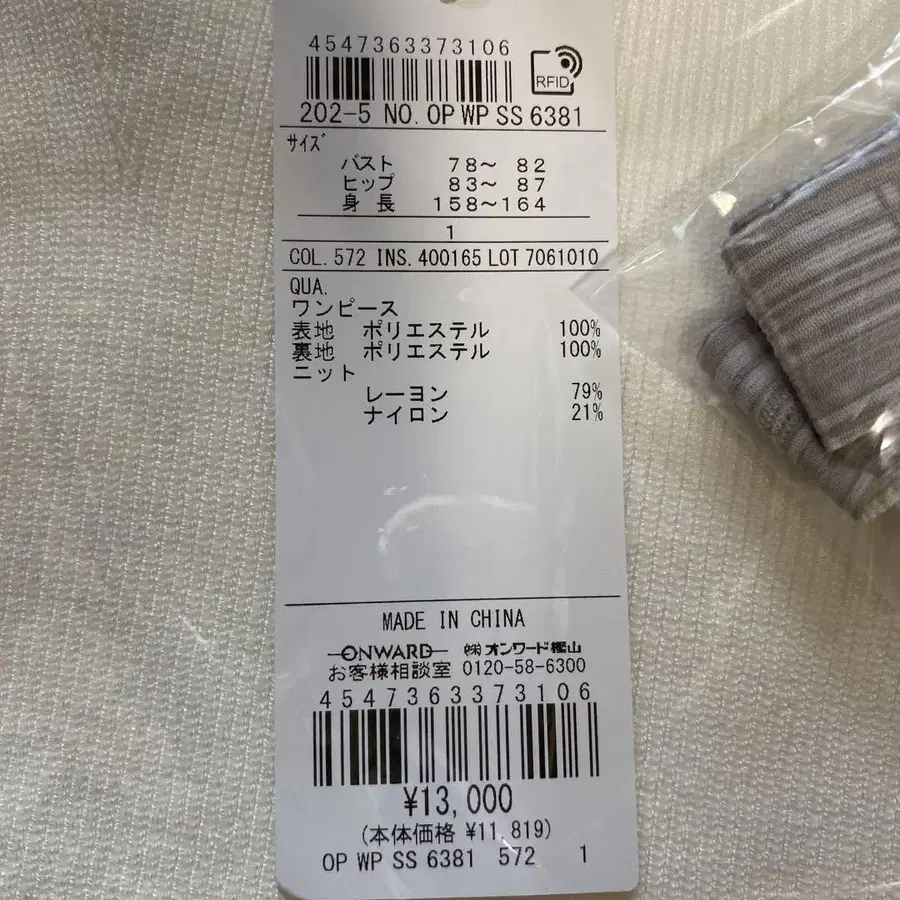 4547363373106
RFID
202-5 NO. OP WP SS 6381
サイズ
バスト 78～ 82
ヒップ 83～ 87
身長 158～164
1
COL. 572 INS. 400165 LOT 7061010
QUA.
ワンピース
表地 ポリエステル 100%
裏地 ポリエステル 100%
ニット
レーヨン 79%
ナイロン 21%
MADE IN CHINA
ONWARD ㈱オンワード樫山
お客様相談室 0120-58-6300
4547363373106
¥13,000
(本体価格 ¥11,819)
OP WP SS 6381 572 1